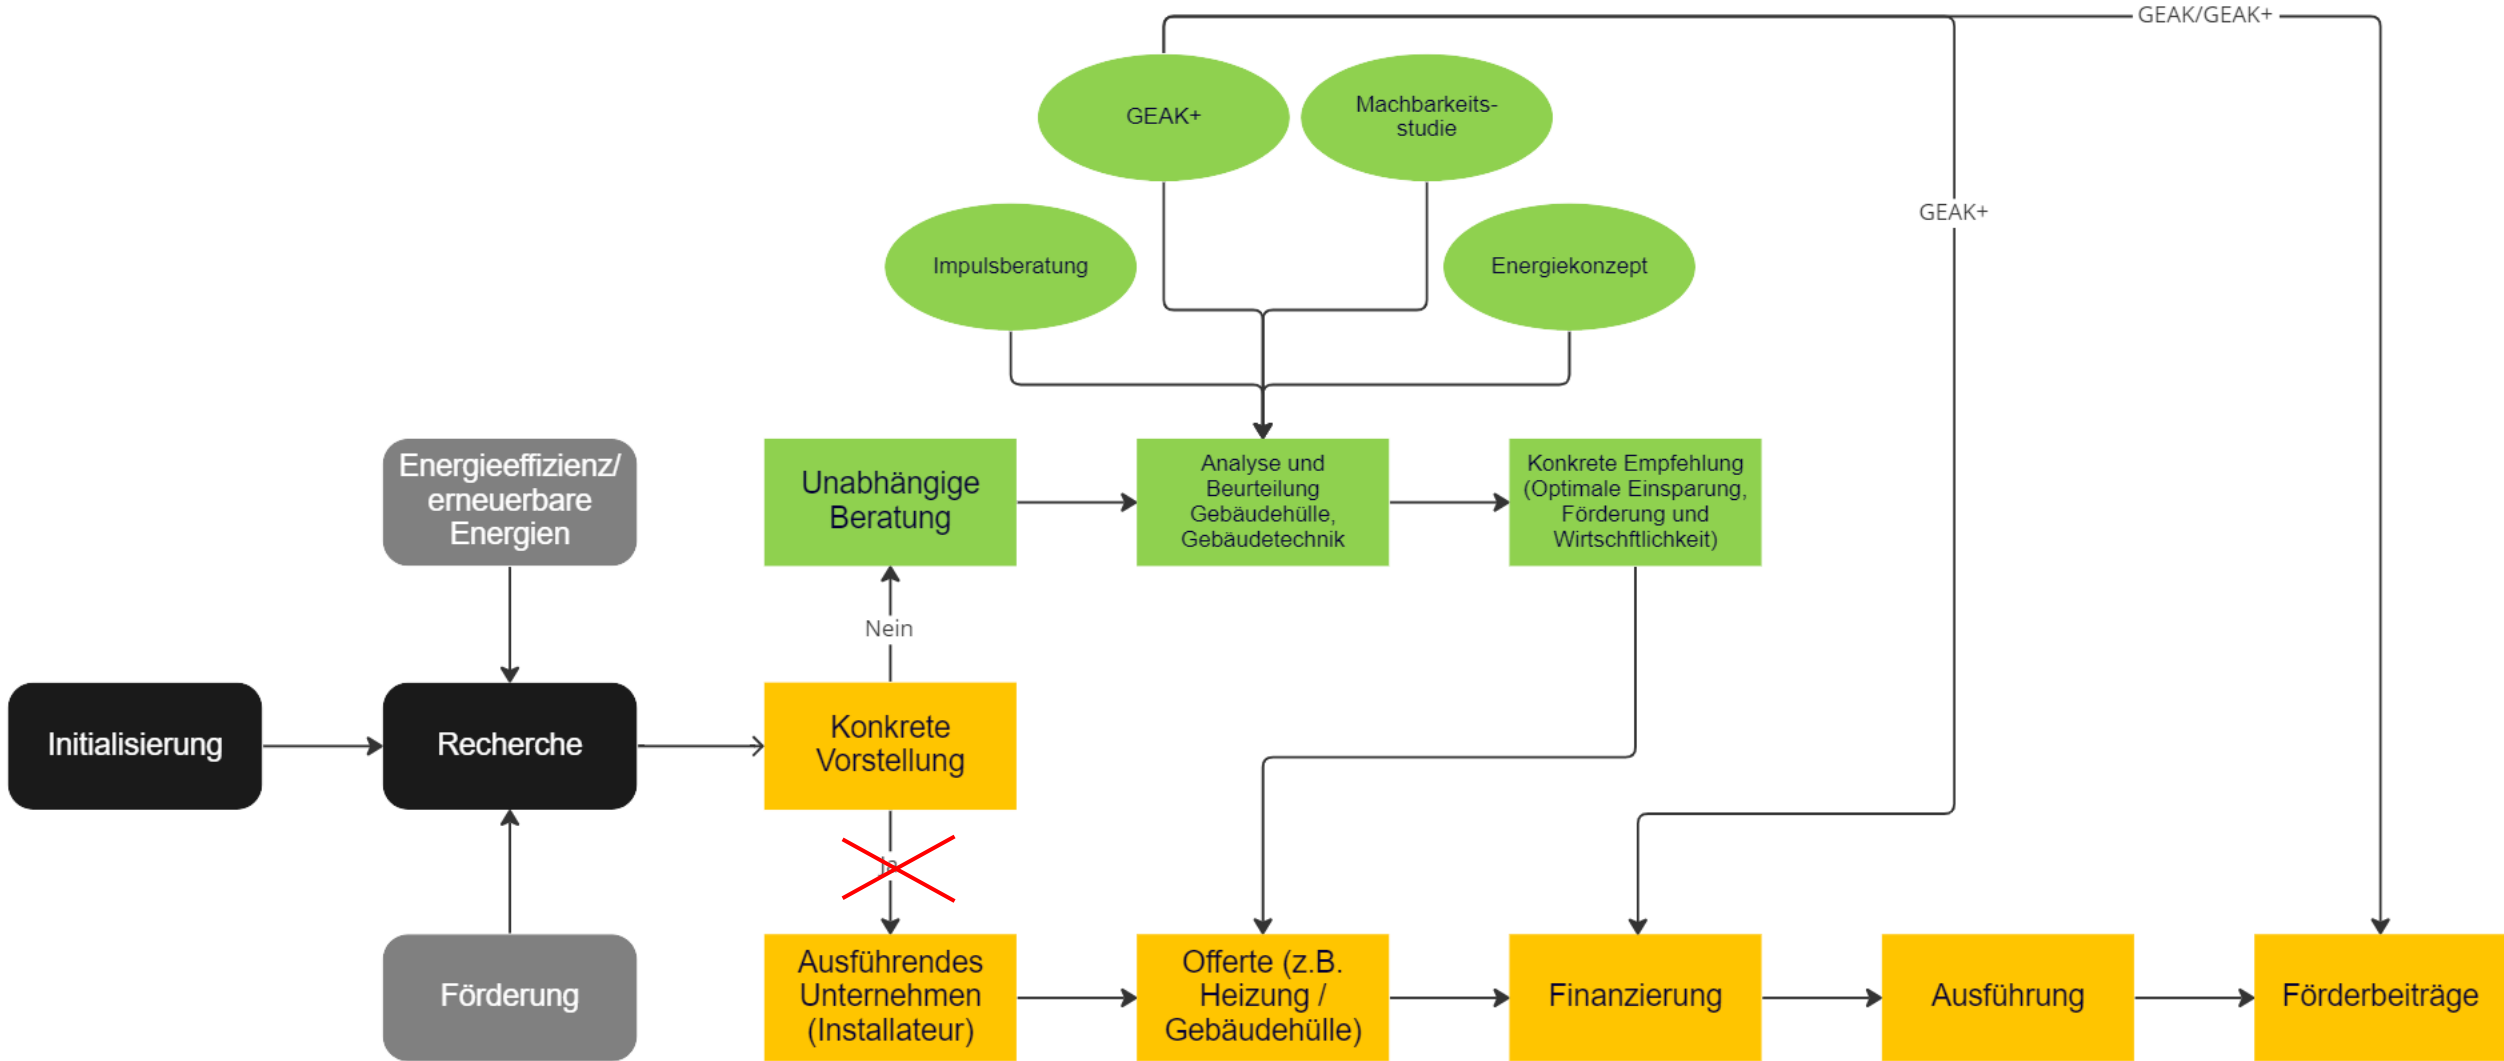 GEAK/GEAK+
GEAK+
Machbarkeits-
studie
GEAK+
Impulsberatung
Energiekonzept
Energieeffizienz/
erneuerbare
Energien
Unabhängige
Beratung
Analyse und
Beurteilung
Gebäudehülle,
Gebäudetechnik
Konkrete Empfehlung
(Optimale Einsparung,
Förderung und
Wirtschftlichkeit)
Nein
Initialisierung
Recherche
Konkrete
Vorstellung
Ja
Förderung
Ausführendes
Unternehmen
(Installateur)
Offerte (z.B.
Heizung /
Gebäudehülle)
Finanzierung
Ausführung
Förderbeiträge